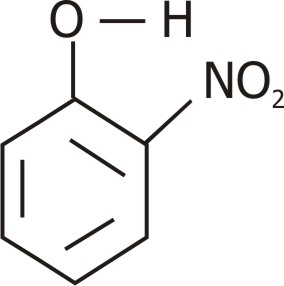 O – H
NO₂